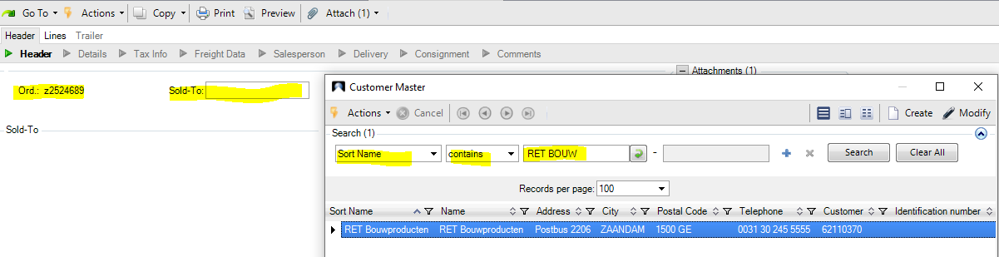 Go To Actions Copy Print Preview Attach (1)
Header Lines Trailer
Header Details Tax Info Freight Data Salesperson Delivery Consignment Comments
Attachments (1)
Ord.: z2524689 Sold-To:
Sold-To
Customer Master
Actions Cancel Create Modify
Search (1)
Sort Name contains RET BOUW - Search Clear All
Records per page: 100
Sort Name Name Address City Postal Code Telephone Customer Identification number
RET Bouwproducten RET Bouwproducten Postbus 2206 ZAANDAM 1500 GE 0031 30 245 5555 62110370